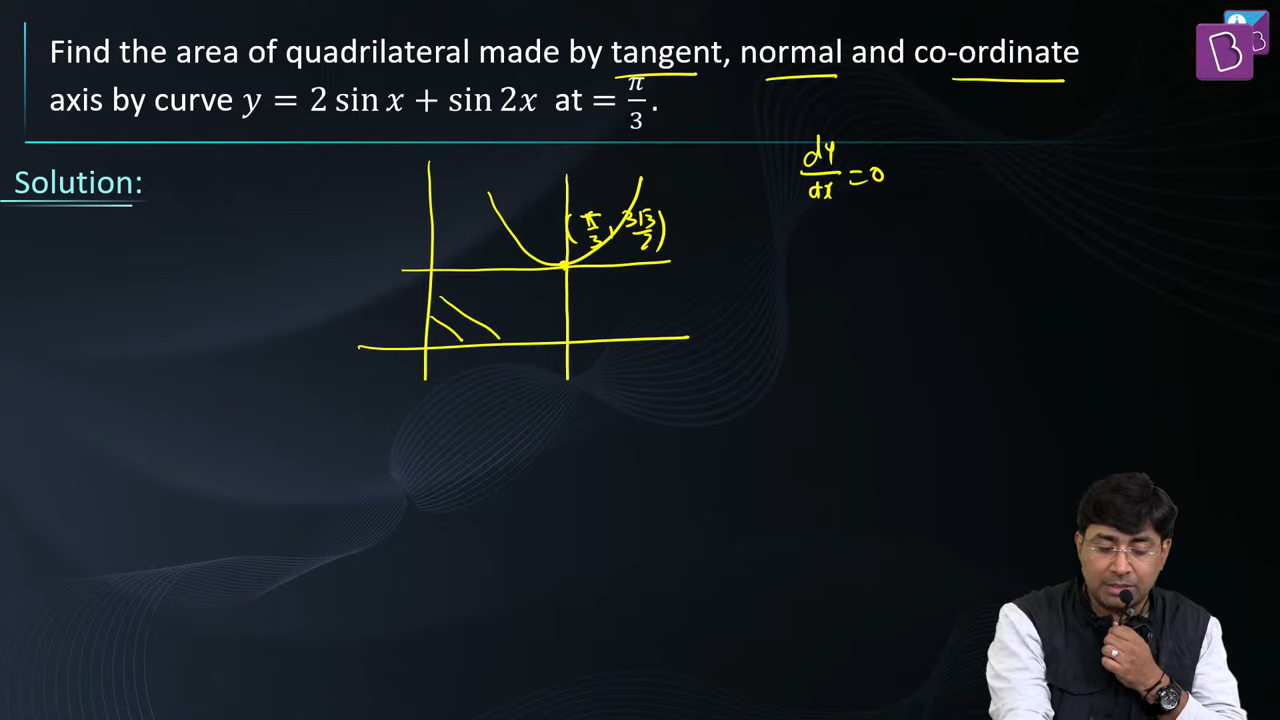 Find the area of quadrilateral made by tangent, normal and co-ordinate
axis by curve y = 2 sin x + sin 2x at = π/3.
Solution:
dy/dx = 0
(π/3, 3√3/2)
B
B